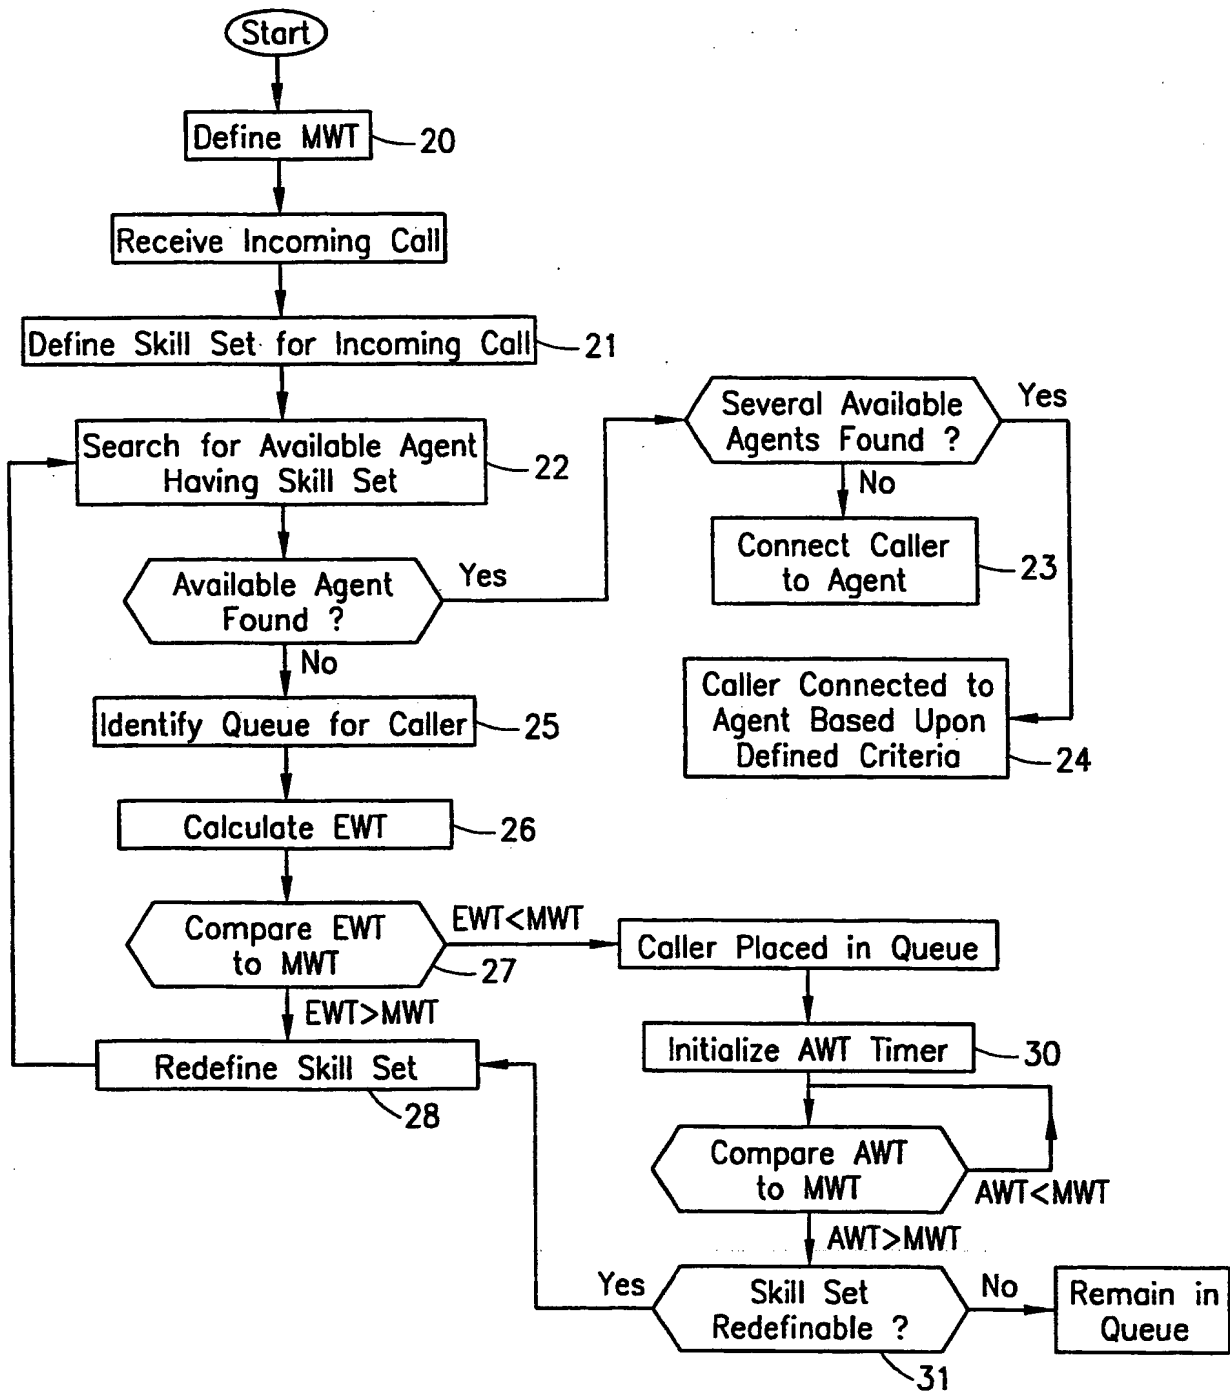 Start
Define MWT
20
Receive Incoming Call
Define Skill Set for Incoming Call
21
Search for Available Agent
Having Skill Set
22
Available Agent
Found ?
Yes
No
Several Available
Agents Found ?
Yes
No
Connect Caller
to Agent
23
Caller Connected to
Agent Based Upon
Defined Criteria
24
Identify Queue for Caller
25
Calculate EWT
26
Compare EWT
to MWT
27
EWT<MWT
EWT>MWT
Caller Placed in Queue
Redefine Skill Set
28
Initialize AWT Timer
30
Compare AWT
to MWT
AWT<MWT
AWT>MWT
Skill Set
Redefinable ?
31
Yes
No
Remain in
Queue